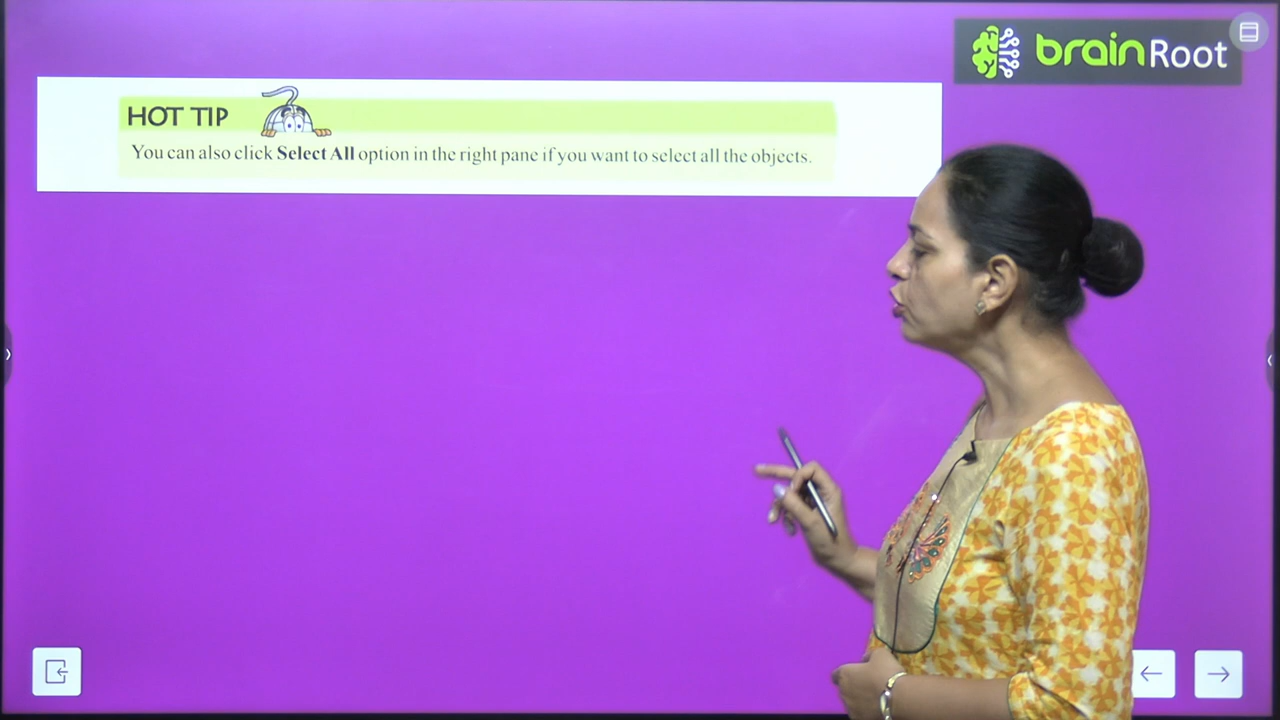 brainRoot
HOT TIP
You can also click Select All option in the right pane if you want to select all the objects.